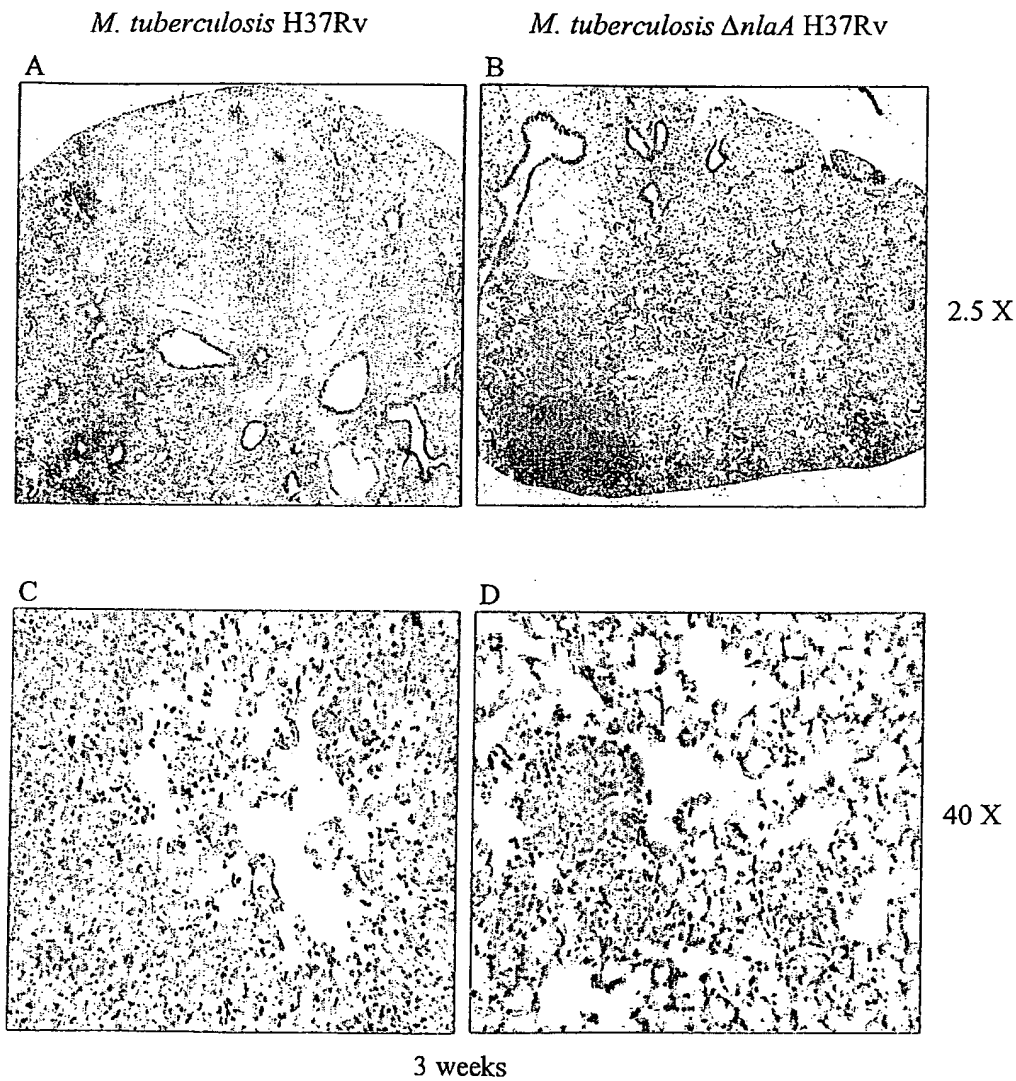 M. tuberculosis H37Rv
M. tuberculosis ΔnlaA H37Rv
A
B
2.5 X
C
D
40 X
3 weeks